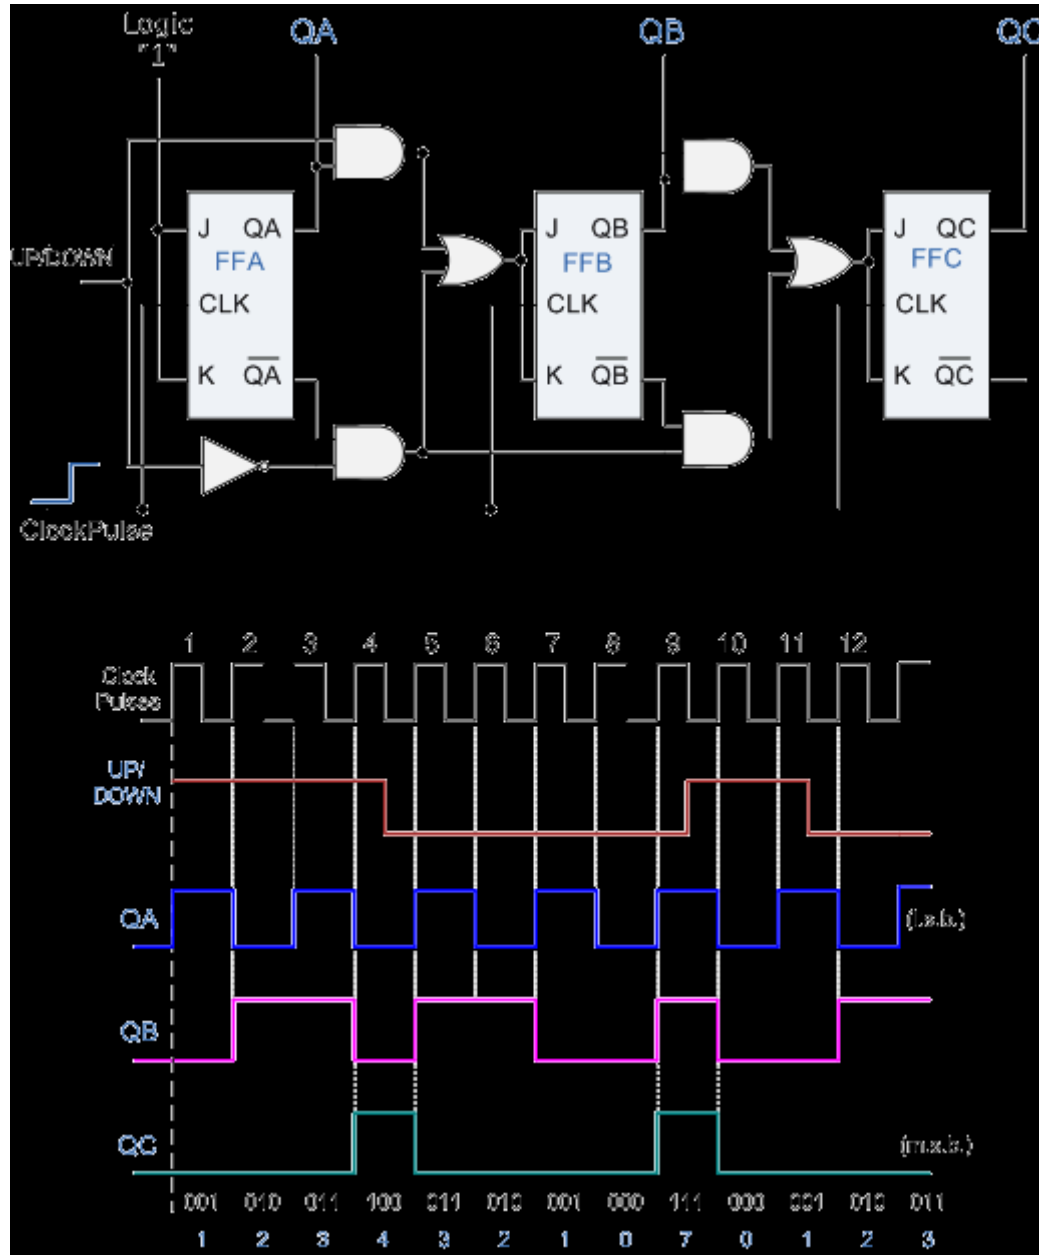 Logic
"1"
QA
QB
QC
J QA
FFA
CLK
K QA
J QB
FFB
CLK
K QB
J QC
FFC
CLK
K QC
UP/DOWN
ClockPulse
1 2 3 4 5 6 7 8 9 10 11 12
Clock
Pulses
UP/
DOWN
QA
(l.s.b.)
QB
QC
(m.s.b.)
001 010 011 100 011 010 001 000 111 000 001 010 011
1 2 3 4 3 2 1 0 7 0 1 2 3